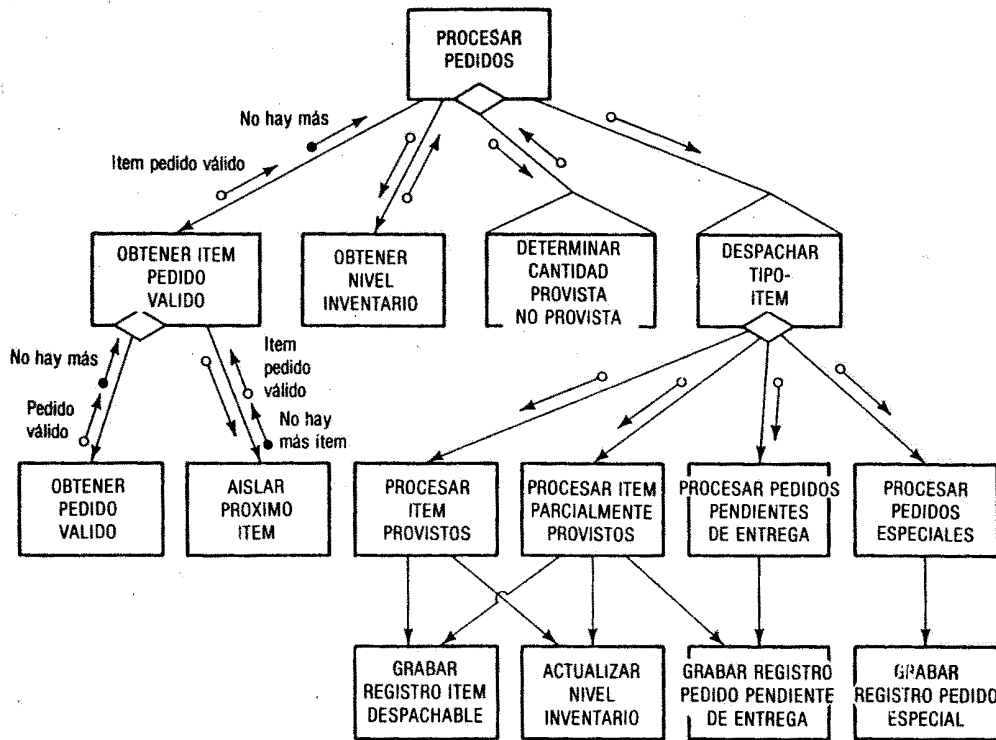 PROCESAR
PEDIDOS
No hay más
Item pedido válido
OBTENER ITEM
PEDIDO
VALIDO
OBTENER
NIVEL
INVENTARIO
DETERMINAR
CANTIDAD
PROVISTA
NO PROVISTA
DESPACHAR
TIPO-
ITEM
No hay más
Pedido
válido
Item
pedido
válido
No hay
más ítem
OBTENER
PEDIDO
VALIDO
AISLAR
PROXIMO
ITEM
PROCESAR
ITEM
PROVISTOS
PROCESAR ITEM
PARCIALMENTE
PROVISTOS
PROCESAR PEDIDOS
PENDIENTES
DE ENTREGA
PROCESAR
PEDIDOS
ESPECIALES
GRABAR
REGISTRO ITEM
DESPACHABLE
ACTUALIZAR
NIVEL
INVENTARIO
GRABAR REGISTRO
PEDIDO PENDIENTE
DE ENTREGA
GRABAR
REGISTRO PEDIDO
ESPECIAL